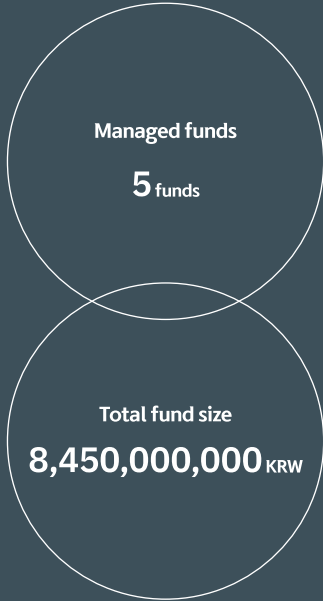 Managed funds
5 funds
Total fund size
8,450,000,000 KRW